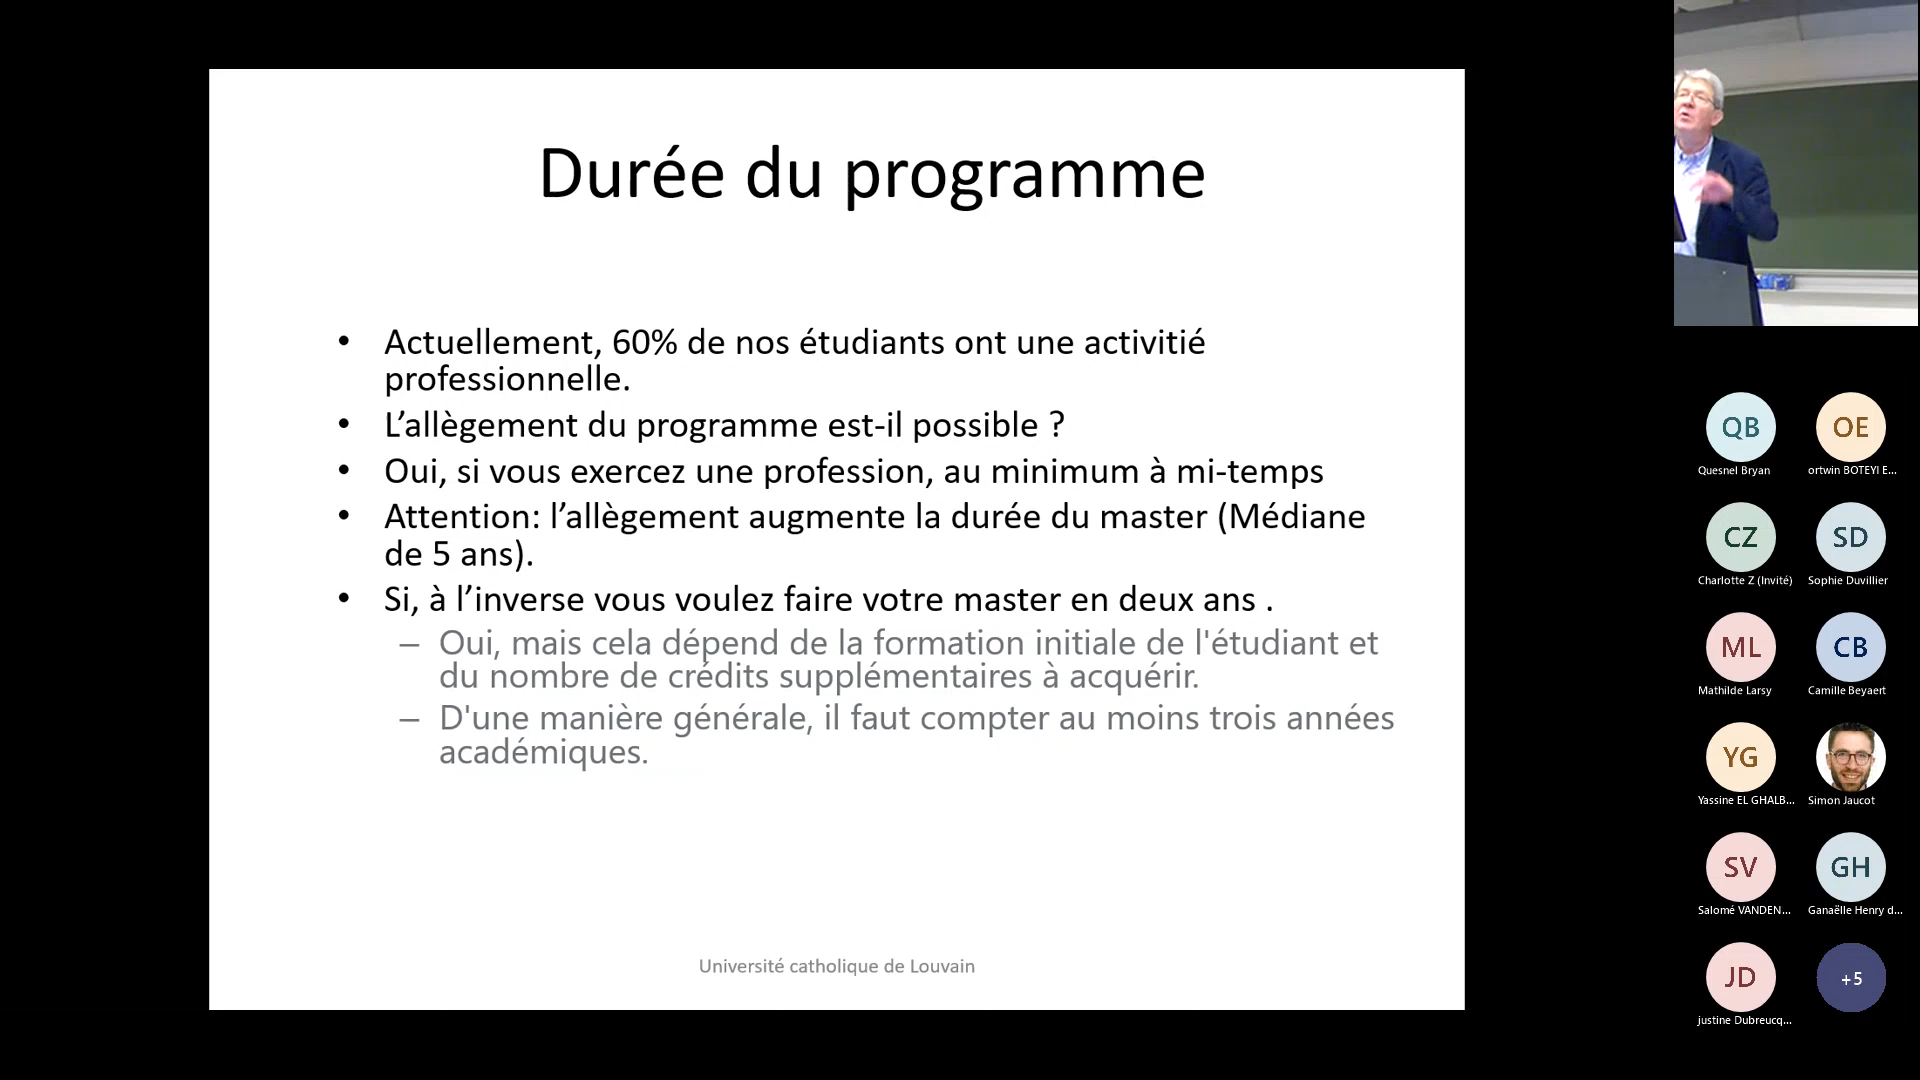 Durée du programme
• Actuellement, 60% de nos étudiants ont une activitié
professionnelle.
• L’allègement du programme est-il possible ?
• Oui, si vous exercez une profession, au minimum à mi-temps
• Attention: l’allègement augmente la durée du master (Médiane
de 5 ans).
• Si, à l’inverse vous voulez faire votre master en deux ans .
– Oui, mais cela dépend de la formation initiale de l'étudiant et
du nombre de crédits supplémentaires à acquérir.
– D'une manière générale, il faut compter au moins trois années
académiques.
Université catholique de Louvain
QB
OE
Quesnel Bryan
ortwin BOTEYI E...
CZ
SD
Charlotte Z (Invité)
Sophie Duvillier
ML
CB
Mathilde Larsy
Camille Beyaert
YG
Yassine EL GHALB...
Simon Jaucot
SV
GH
Salomé VANDEN...
Ganaëlle Henry d...
JD
+5
justine Dubreucq...